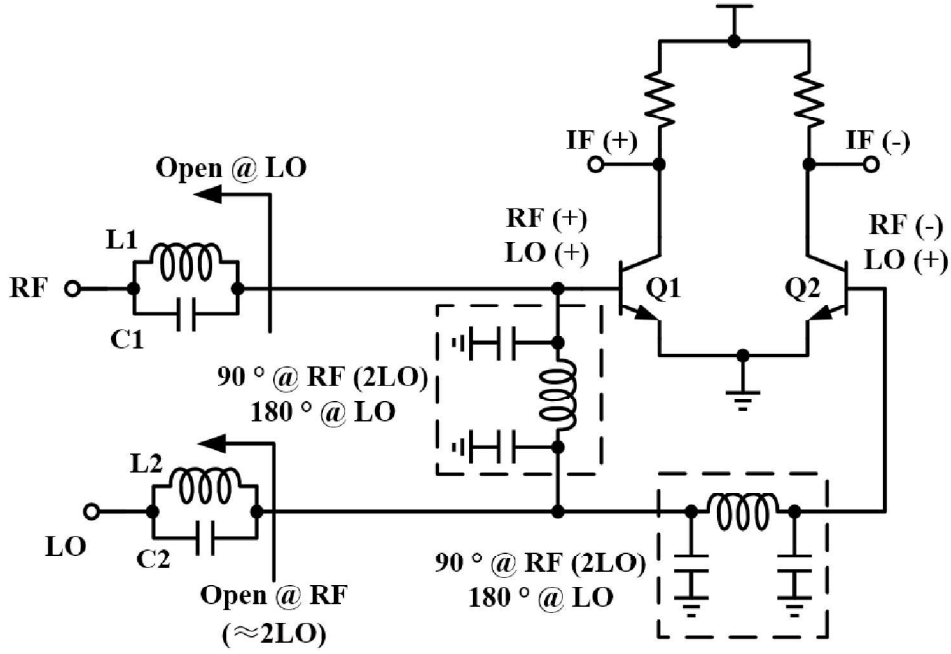 IF (+)
IF (-)
Open @ LO
L1
RF (+)
LO (+)
RF (-)
LO (+)
RF
Q1
Q2
C1
90 ° @ RF (2LO)
180 ° @ LO
L2
LO
C2
90 ° @ RF (2LO)
180 ° @ LO
Open @ RF
(≈2LO)